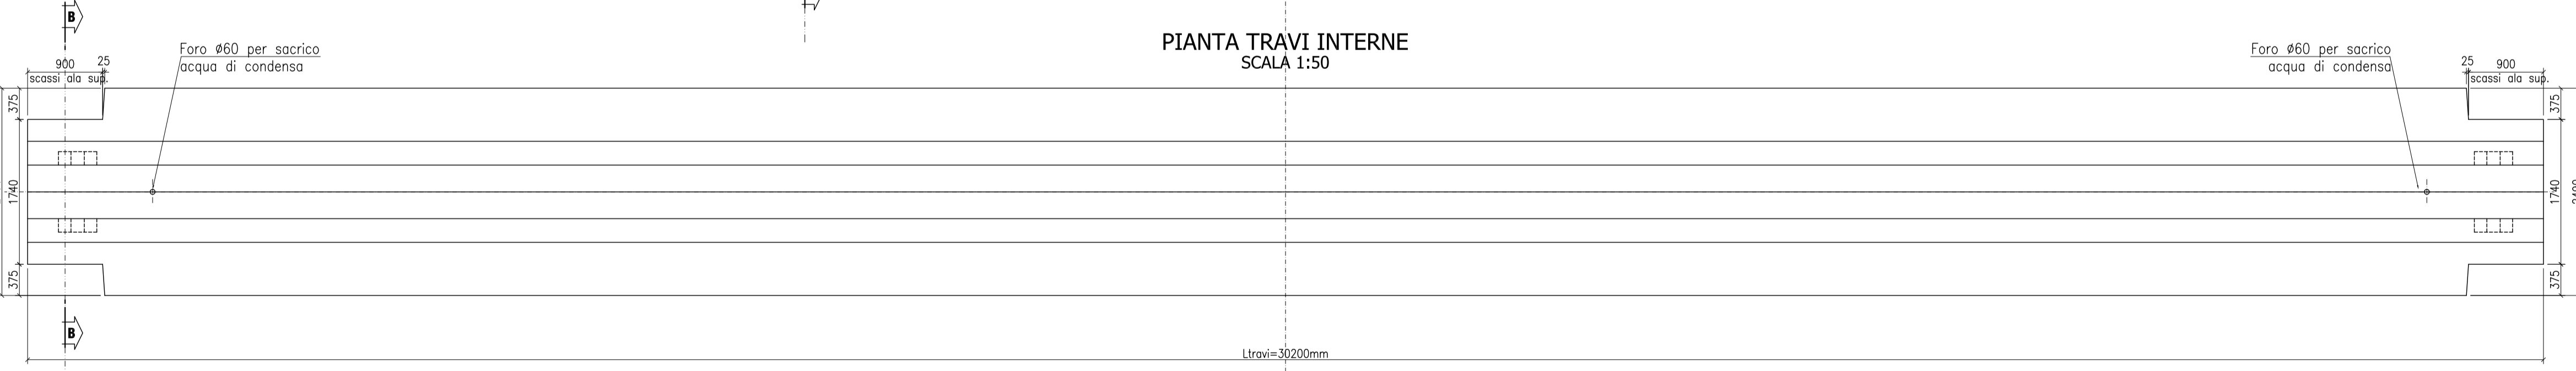 B
PIANTA TRAVI INTERNE
SCALA 1:50
Foro ø60 per sacrico
acqua di condensa
900
25
scassi ala sup.
Foro ø60 per sacrico
acqua di condensa
25
900
scassi ala sup.
375
1740
375
375
1740
375
B
Ltravi=30200mm